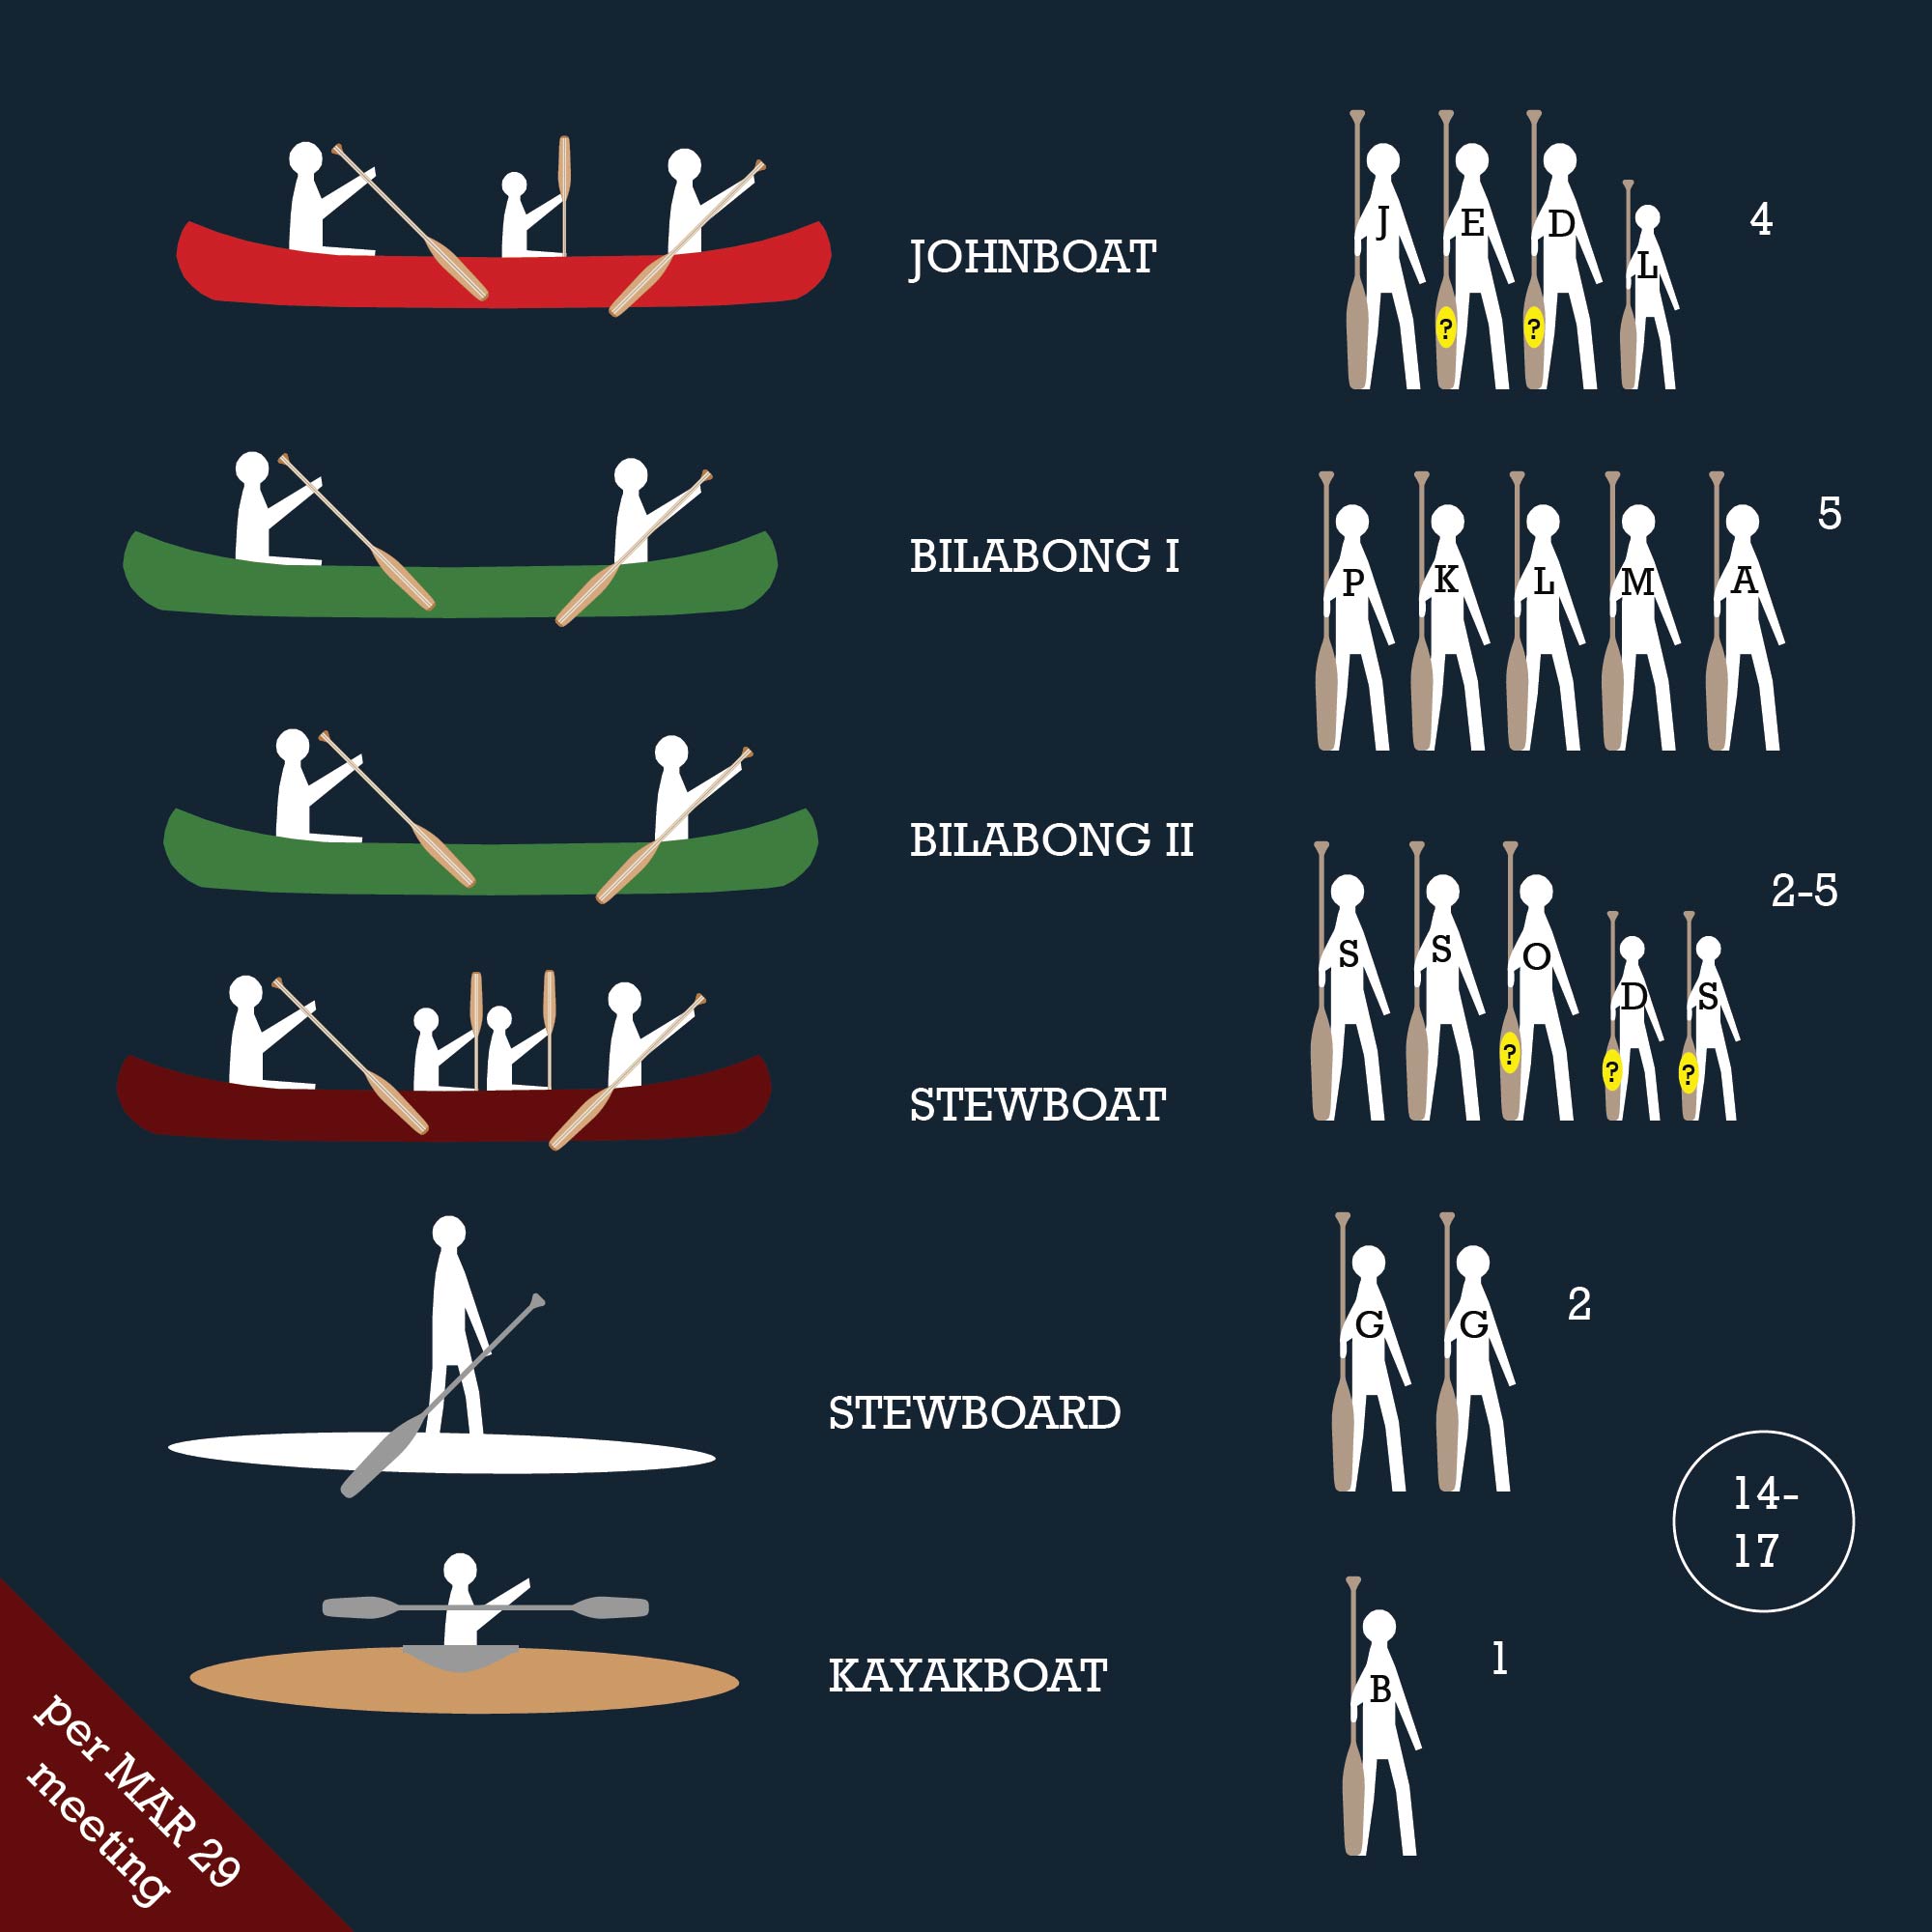 J E D L
4
? ?
JOHNBOAT
5
P K L M A
BILABONG I
BILABONG II
2-5
S S O D S
? ? ?
STEWBOAT
G G
2
STEWBOARD
14-
17
KAYAKBOAT
1
B
per MAR 29
meeting